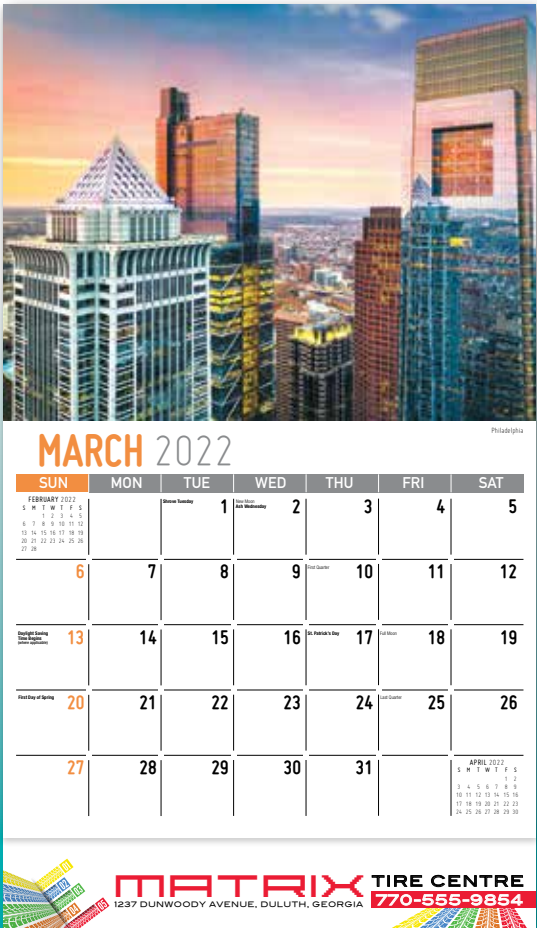 Philadelphia
MARCH 2022
SUN MON TUE WED THU FRI SAT
FEBRUARY 2022
S M T W T F S
1 2 3 4 5
6 7 8 9 10 11 12
13 14 15 16 17 18 19
20 21 22 23 24 25 26
27 28
Shrove Tuesday 1
New Moon
Ash Wednesday 2
3 4 5
6 7 8 9
First Quarter 10
11 12
Daylight Saving
Time Begins
(where applicable) 13
14 15 16
St. Patrick's Day 17
Full Moon 18
19
First Day of Spring 20
21 22 23 24
Last Quarter 25
26
27 28 29 30 31
APRIL 2022
S M T W T F S
1 2
3 4 5 6 7 8 9
10 11 12 13 14 15 16
17 18 19 20 21 22 23
24 25 26 27 28 29 30
01
02
03
04
05
MATRIX TIRE CENTRE
1237 DUNWOODY AVENUE, DULUTH, GEORGIA 770-555-9854